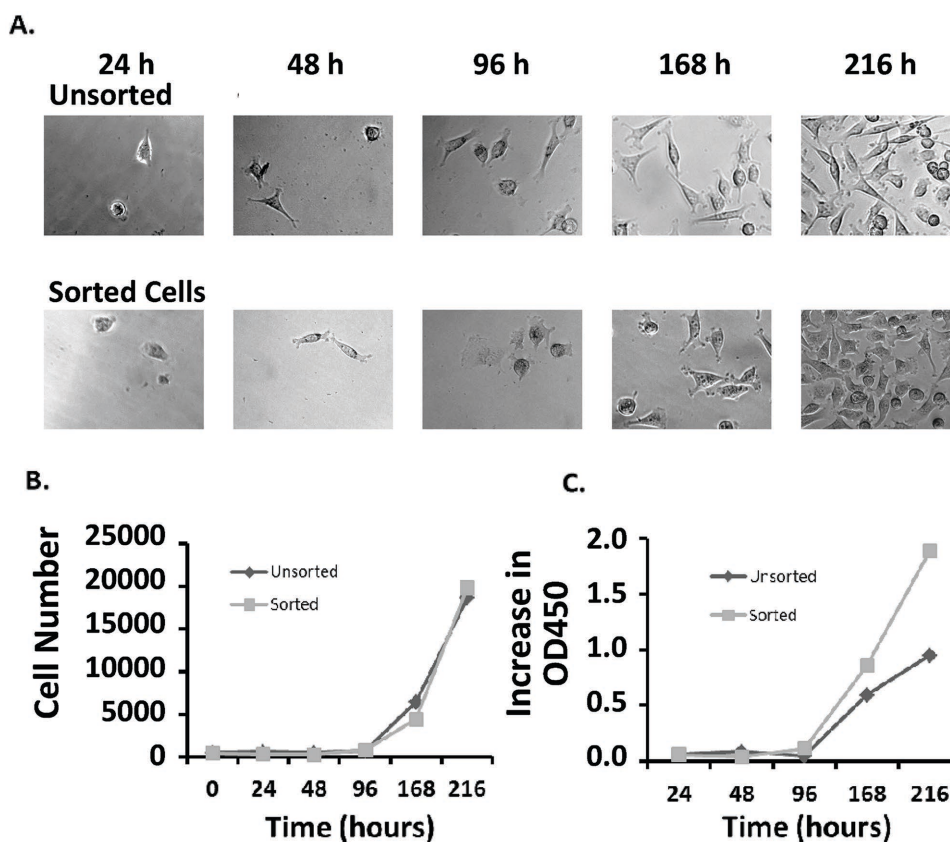 A.
24 h 48 h 96 h 168 h 216 h
Unsorted
Sorted Cells
B.
Cell Number
25000
20000
15000
10000
5000
0
Unsorted
Sorted
0 24 48 96 168 216
Time (hours)
C.
Increase in
OD450
2.0
1.5
1.0
0.5
0.0
Unsorted
Sorted
24 48 96 168 216
Time (hours)